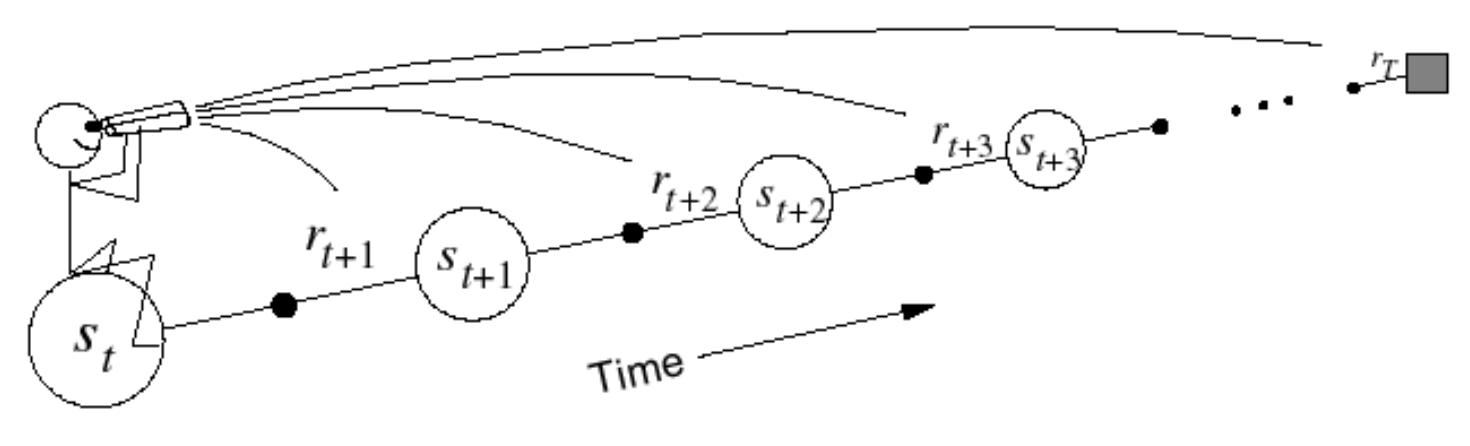 s_t
r_{t+1}
s_{t+1}
r_{t+2}
s_{t+2}
r_{t+3}
s_{t+3}
r_T
Time